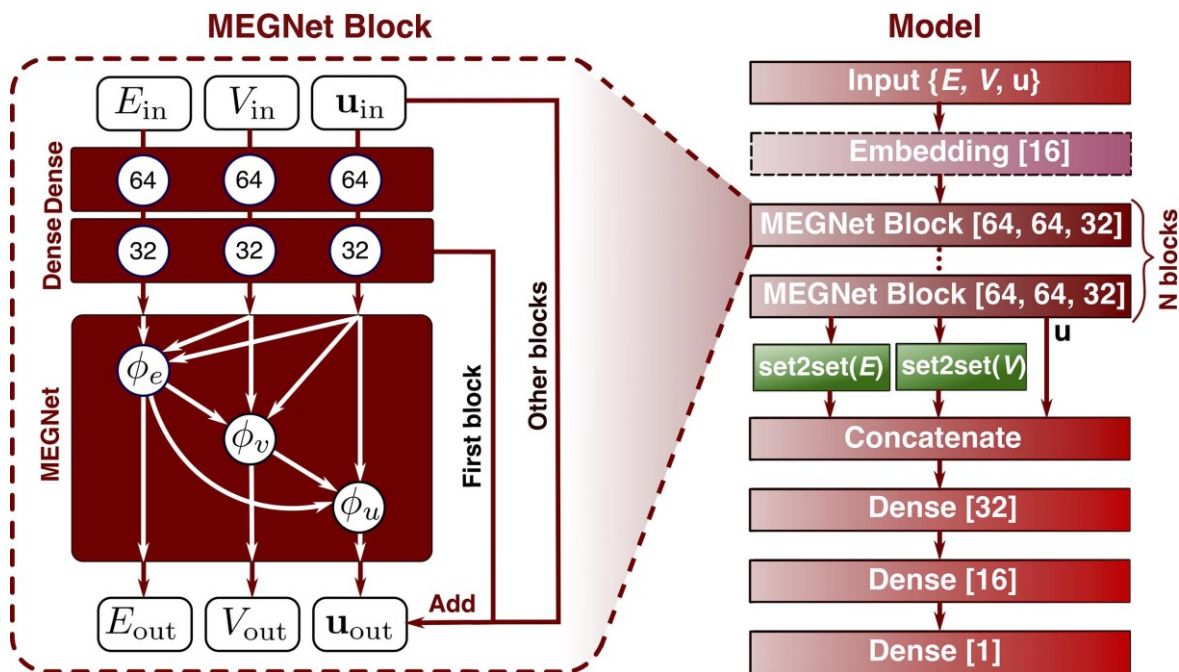 MEGNet Block
E_in V_in u_in
Dense
64 64 64
Dense
32 32 32
MEGNet
ϕ_e
ϕ_v
ϕ_u
First block
Other blocks
Add
E_out V_out u_out
Model
Input {E, V, u}
Embedding [16]
MEGNet Block [64, 64, 32]
MEGNet Block [64, 64, 32]
N blocks
u
set2set(E) set2set(V)
Concatenate
Dense [32]
Dense [16]
Dense [1]